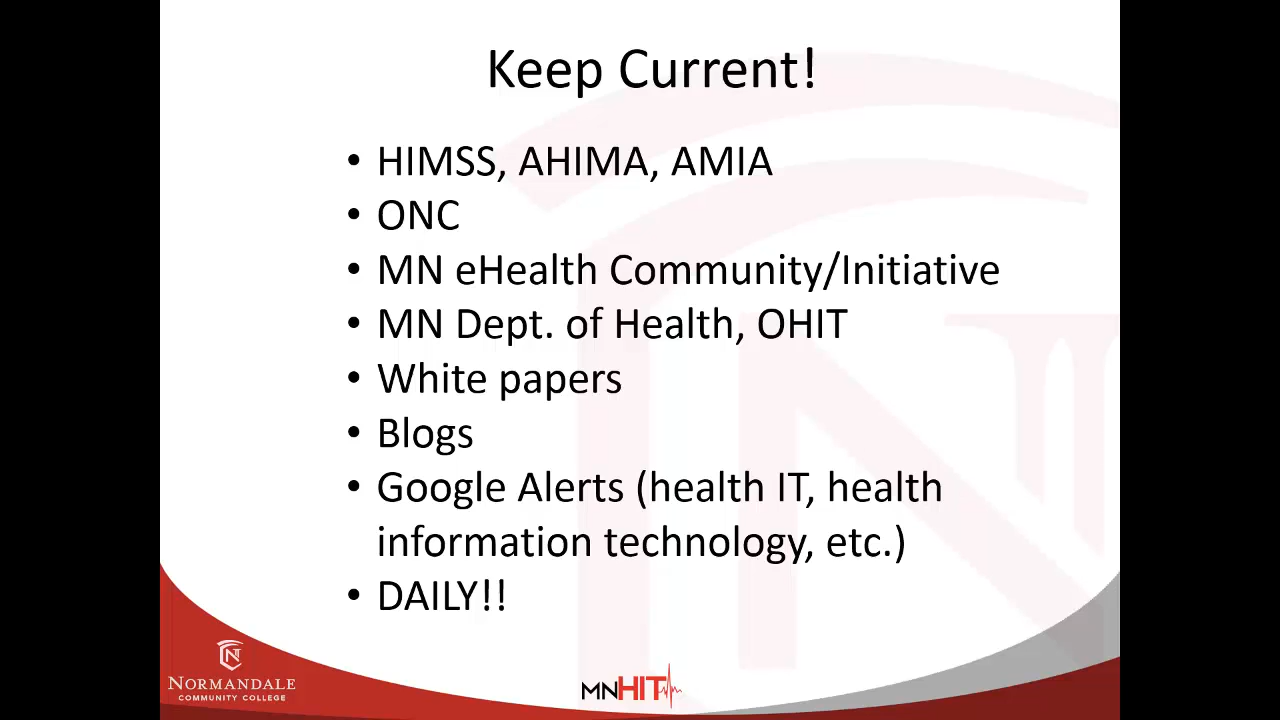 Keep Current!
• HIMSS, AHIMA, AMIA
• ONC
• MN eHealth Community/Initiative
• MN Dept. of Health, OHIT
• White papers
• Blogs
• Google Alerts (health IT, health
information technology, etc.)
• DAILY!!
NORMANDALE
COMMUNITY COLLEGE
MNHIT